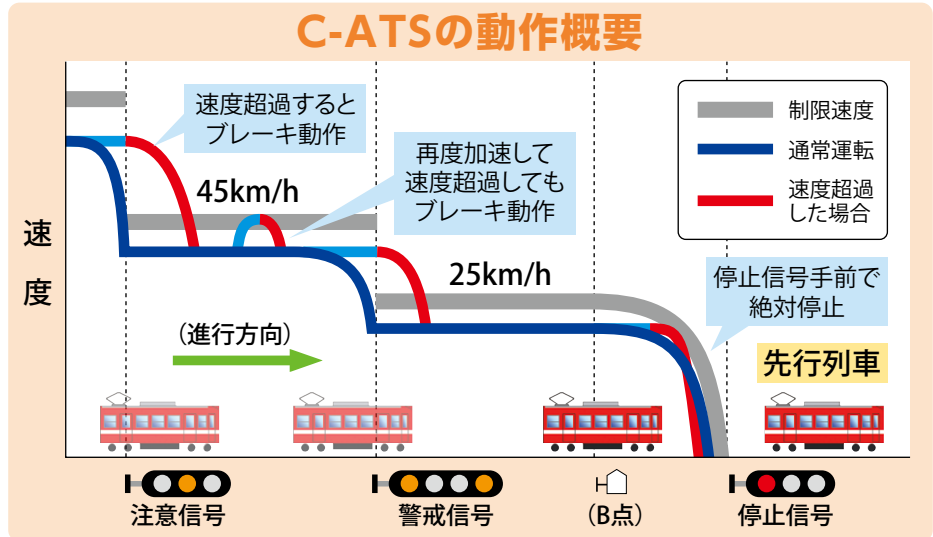 C-ATSの動作概要
速度超過すると
ブレーキ動作
再度加速して
速度超過しても
ブレーキ動作
制限速度
通常運転
速度超過
した場合
45km/h
速
度
25km/h
停止信号手前で
絶対停止
(進行方向)
先行列車
注意信号
警戒信号
(B点)
停止信号